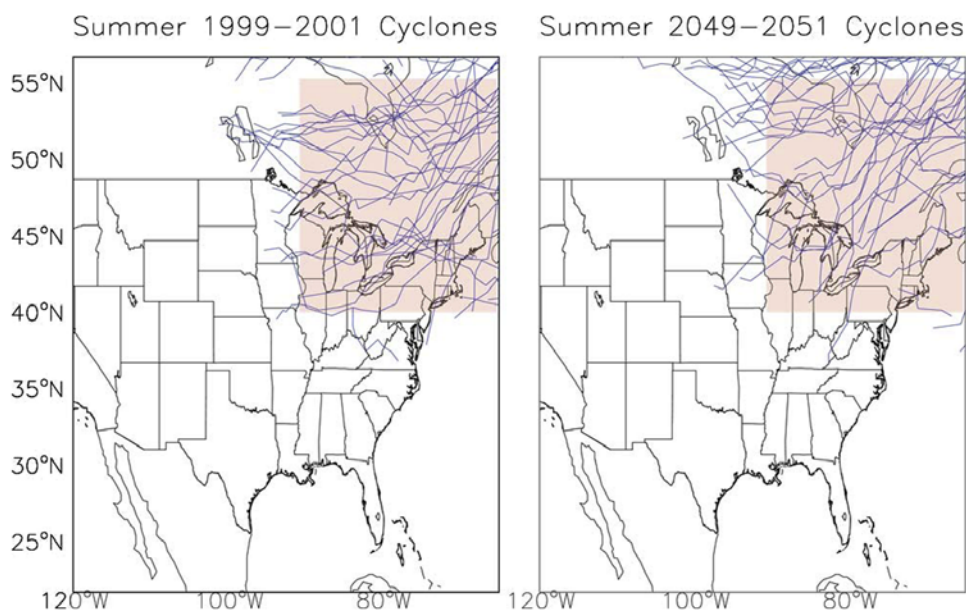 Summer 1999–2001 Cyclones
Summer 2049–2051 Cyclones
55°N
50°N
45°N
40°N
35°N
30°N
25°N
120°W 100°W 80°W
120°W 100°W 80°W